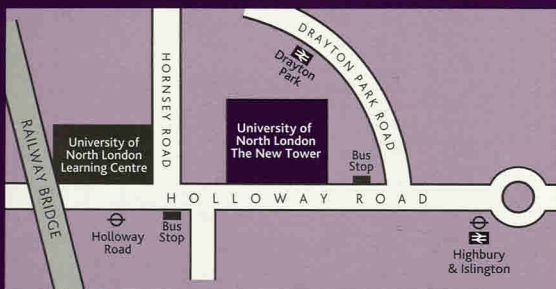 HORNSEY ROAD
DRAYTON PARK ROAD
Drayton
Park
RAILWAY BRIDGE
University of
North London
Learning Centre
University of
North London
The New Tower
Bus
Stop
HOLLOWAY ROAD
Holloway
Road
Bus
Stop
Highbury
& Islington